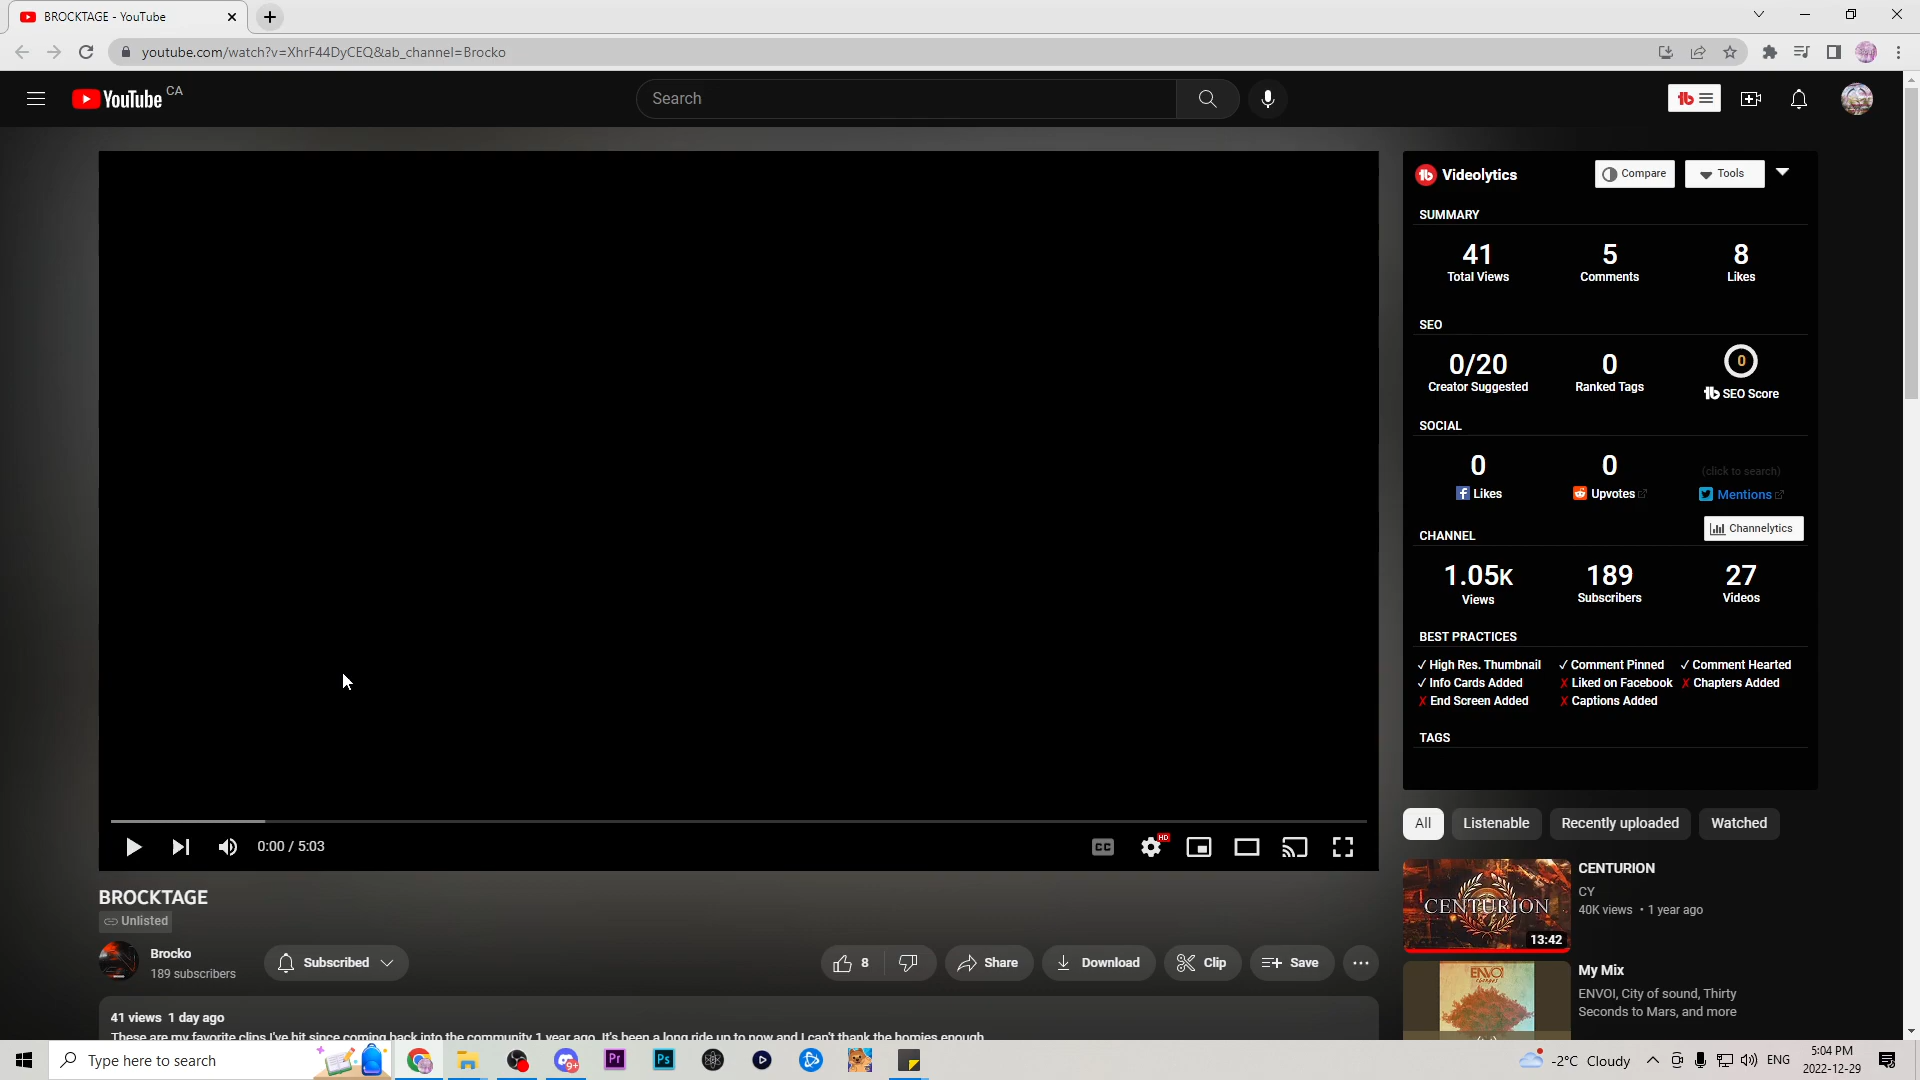 BROCKTAGE - YouTube
youtube.com/watch?v=XhrF44DyCEQ&ab_channel=Brocko
YouTube CA
Search
Videolytics
Compare
Tools
SUMMARY
41 5 8
Total Views Comments Likes
SEO
0/20 0 0
Creator Suggested Ranked Tags SEO Score
SOCIAL
0 0 (click to search)
Likes Upvotes Mentions
CHANNEL Channelytics
1.05K 189 27
Views Subscribers Videos
BEST PRACTICES
✓ High Res. Thumbnail ✓ Comment Pinned ✓ Comment Hearted
✓ Info Cards Added ✗ Liked on Facebook ✗ Chapters Added
✗ End Screen Added ✗ Captions Added
TAGS
CC HD
0:00 / 5:03
BROCKTAGE
Unlisted
Brocko
189 subscribers
Subscribed
8 Share Download Clip Save
41 views 1 day ago
These are my favorite clips I've hit since coming back into the community 1 year ago. It's been a long ride up to now and I can't thank the homies enough
All Listenable Recently uploaded Watched
CENTURION
13:42
CENTURION
CY
40K views • 1 year ago
ENVOI
My Mix
ENVOI, City of sound, Thirty
Seconds to Mars, and more
Type here to search
9+
Pr
Ps
-2°C Cloudy
ENG
5:04 PM
2022-12-29